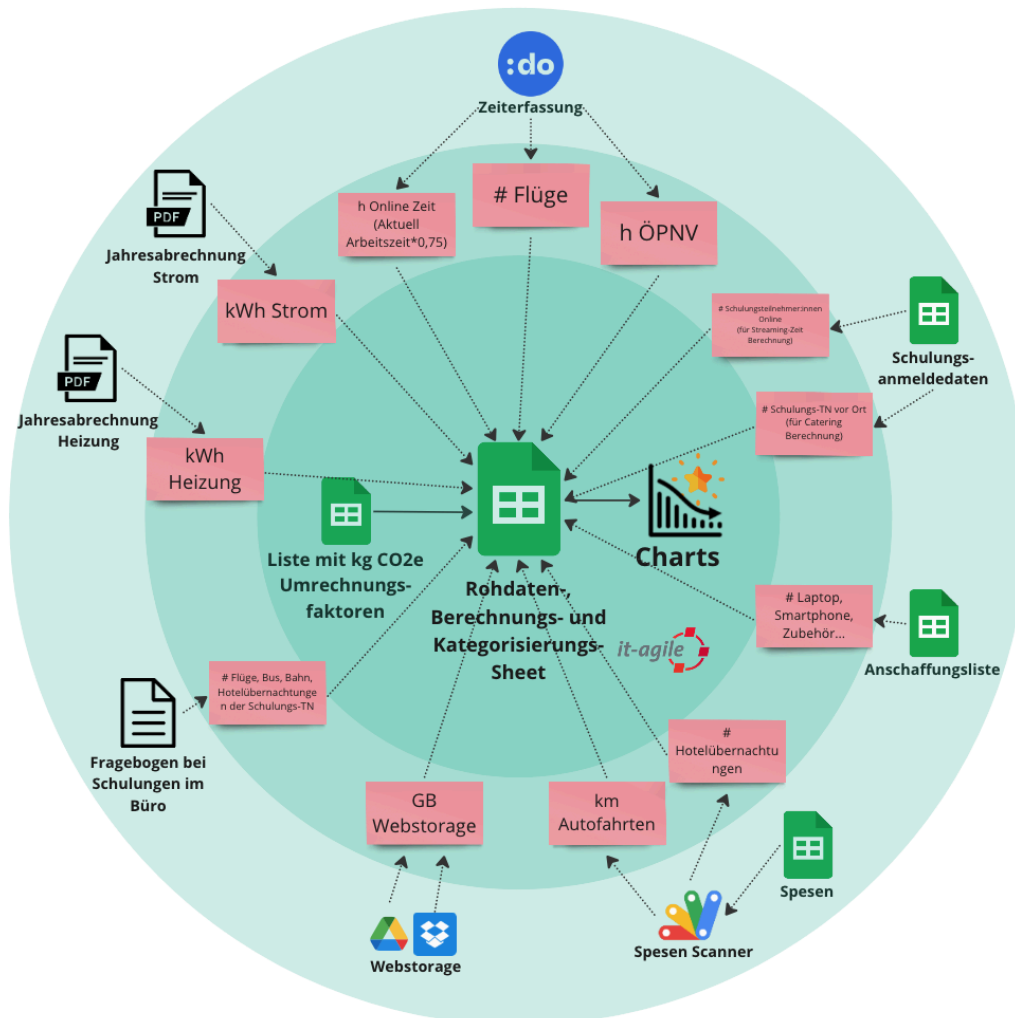 :do
Zeiterfassung
h Online Zeit
(Aktuell
Arbeitszeit*0,75)
# Flüge
h ÖPNV
PDF
Jahresabrechnung
Strom
kWh Strom
# Schulungsteilnehmer:innen
Online
(für Streaming-Zeit
Berechnung)
Schulungs-
anmeldedaten
PDF
Jahresabrechnung
Heizung
kWh
Heizung
# Schulungs-TN vor Ort
(für Catering
Berechnung)
Liste mit kg CO2e
Umrechnungs-
faktoren
Charts
Rohdaten-,
Berechnungs- und
Kategorisierungs-
Sheet
it-agile
# Laptop,
Smartphone,
Zubehör...
Anschaffungsliste
# Flüge, Bus, Bahn,
Hotelübernachtunge
n der Schulungs-TN
Fragebogen bei
Schulungen im
Büro
#
Hotelübernachtu
ngen
GB
Webstorage
km
Autofahrten
Spesen
Webstorage
Spesen Scanner